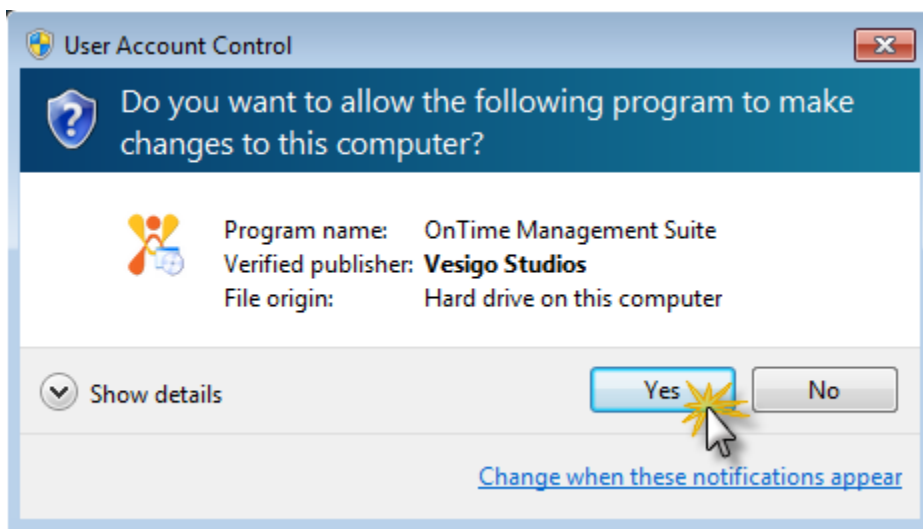 User Account Control
Do you want to allow the following program to make
changes to this computer?
Program name: OnTime Management Suite
Verified publisher: Vesigo Studios
File origin: Hard drive on this computer
Show details
Yes No
Change when these notifications appear